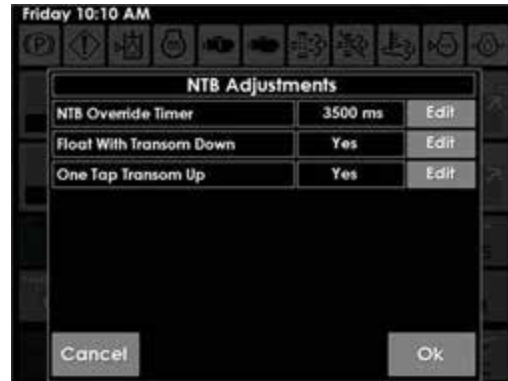 Friday 10:10 AM
(P)
NTB Adjustments
NTB Override Timer 3500 ms Edit
Float With Transom Down Yes Edit
One Tap Transom Up Yes Edit
Cancel Ok